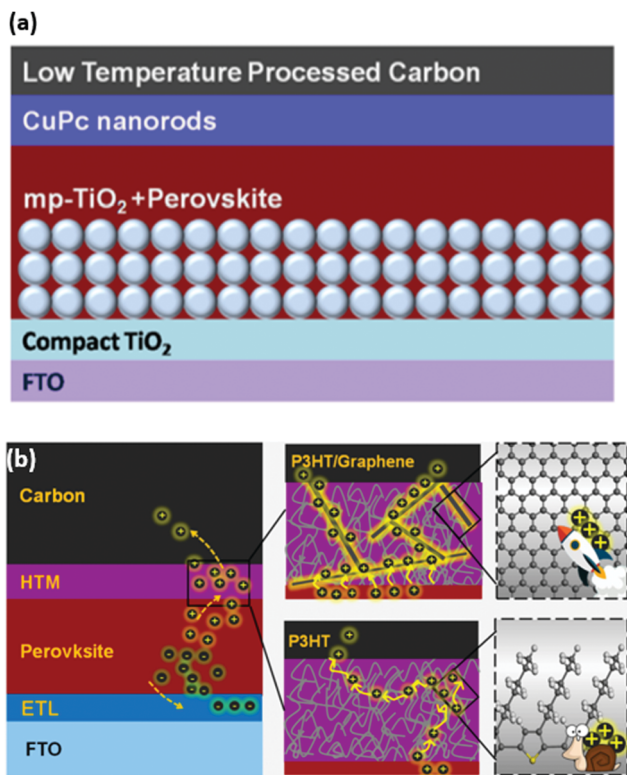 (a)
Low Temperature Processed Carbon
CuPc nanorods
mp-TiO₂+Perovskite
Compact TiO₂
FTO
(b)
Carbon
HTM
Perovksite
ETL
FTO
P3HT/Graphene
P3HT